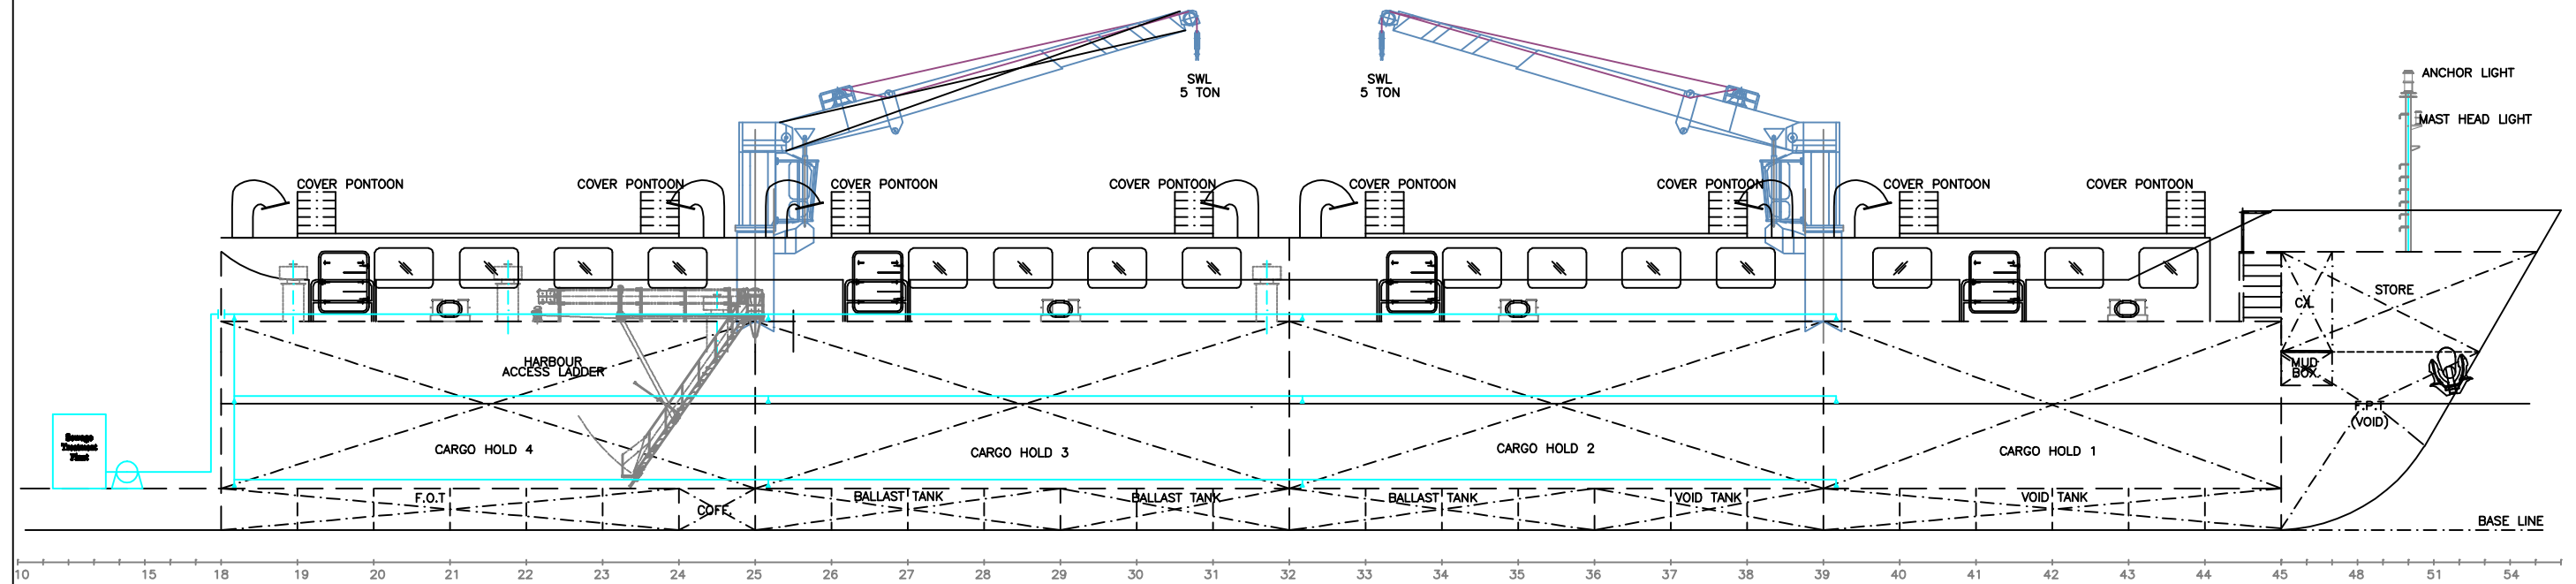 SWL
5 TON
SWL
5 TON
ANCHOR LIGHT
MAST HEAD LIGHT
COVER PONTOON
COVER PONTOON
COVER PONTOON
COVER PONTOON
COVER PONTOON
COVER PONTOON
COVER PONTOON
COVER PONTOON
C.L
STORE
HARBOUR
ACCESS LADDER
MUD
BOX
F.P.T
(VOID)
Sewage
Treatment
Plant
CARGO HOLD 4
CARGO HOLD 3
CARGO HOLD 2
CARGO HOLD 1
F.O.T
COFF.
BALLAST TANK
BALLAST TANK
BALLAST TANK
VOID TANK
VOID TANK
BASE LINE
10 15 18 19 20 21 22 23 24 25 26 27 28 29 30 31 32 33 34 35 36 37 38 39 40 41 42 43 44 45 48 51 54